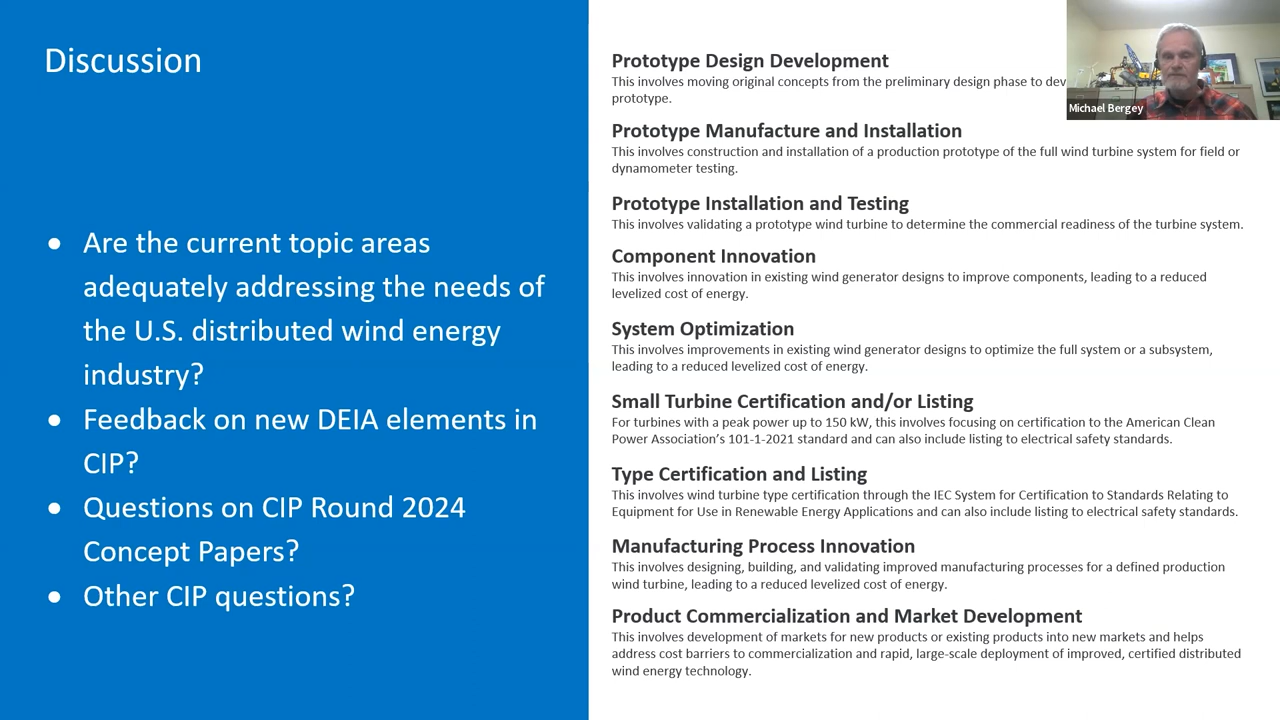 Discussion
• Are the current topic areas
adequately addressing the needs of
the U.S. distributed wind energy
industry?
• Feedback on new DEIA elements in
CIP?
• Questions on CIP Round 2024
Concept Papers?
• Other CIP questions?
Prototype Design Development
This involves moving original concepts from the preliminary design phase to
prototype.
Prototype Manufacture and Installation
This involves construction and installation of a production prototype of the full wind turbine system for field or
dynamometer testing.
Prototype Installation and Testing
This involves validating a prototype wind turbine to determine the commercial readiness of the turbine system.
Component Innovation
This involves innovation in existing wind generator designs to improve components, leading to a reduced
levelized cost of energy.
System Optimization
This involves improvements in existing wind generator designs to optimize the full system or a subsystem,
leading to a reduced levelized cost of energy.
Small Turbine Certification and/or Listing
For turbines with a peak power up to 150 kW, this involves focusing on certification to the American Clean
Power Association’s 101-1-2021 standard and can also include listing to electrical safety standards.
Type Certification and Listing
This involves wind turbine type certification through the IEC System for Certification to Standards Relating to
Equipment for Use in Renewable Energy Applications and can also include listing to electrical safety standards.
Manufacturing Process Innovation
This involves designing, building, and validating improved manufacturing processes for a defined production
wind turbine, leading to a reduced levelized cost of energy.
Product Commercialization and Market Development
This involves development of markets for new products or existing products into new markets and helps
address cost barriers to commercialization and rapid, large-scale deployment of improved, certified distributed
wind energy technology.
Michael Bergey